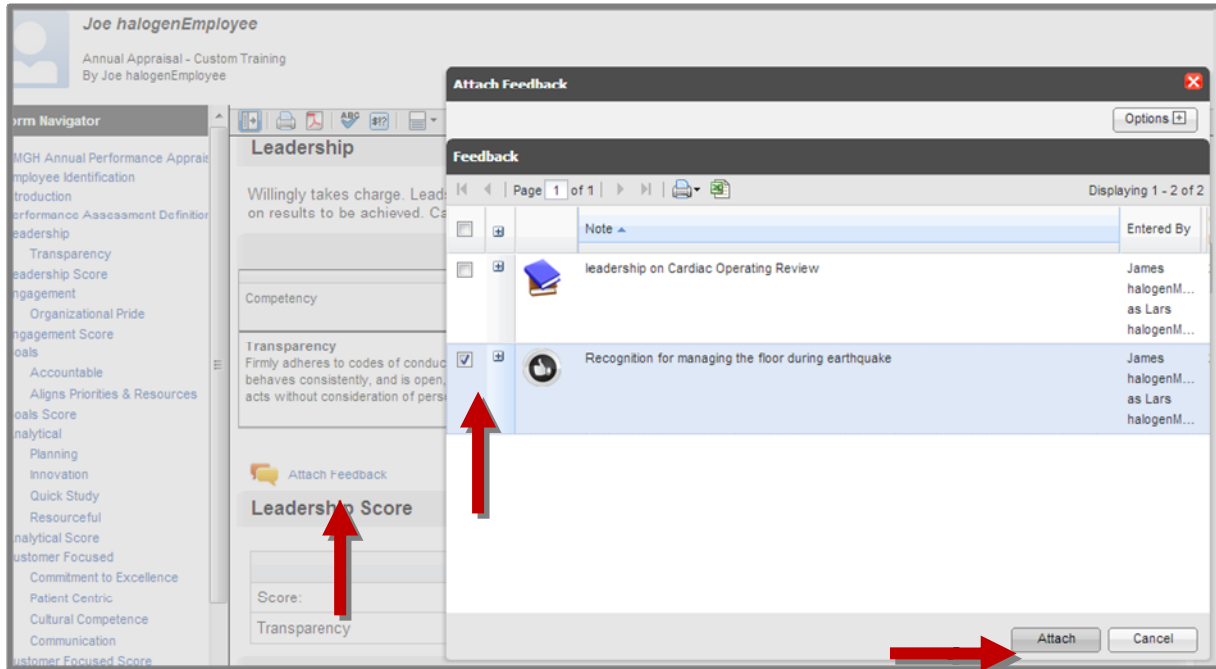 Joe halogenEmployee
Annual Appraisal - Custom Training
By Joe halogenEmployee
orm Navigator
MGH Annual Performance Apprais
mployee Identification
troduction
erformance Assessment Definition
eadership
Transparency
eadership Score
ngagement
Organizational Pride
ngagement Score
oals
Accountable
Aligns Priorities & Resources
oals Score
nalytical
Planning
Innovation
Quick Study
Resourceful
nalytical Score
ustomer Focused
Commitment to Excellence
Patient Centric
Cultural Competence
Communication
ustomer Focused Score
ABC
Leadership
Willingly takes charge. Leads
on results to be achieved. Ca
Competency
Transparency
Firmly adheres to codes of conduc
behaves consistently, and is open,
acts without consideration of pers
Attach Feedback
Leadership Score
Score:
Transparency
Attach Feedback
Options
Feedback
Page 1 of 1
Displaying 1 - 2 of 2
Note
Entered By
leadership on Cardiac Operating Review
James
halogenM...
as Lars
halogenM...
Recognition for managing the floor during earthquake
James
halogenM...
as Lars
halogenM...
Attach
Cancel